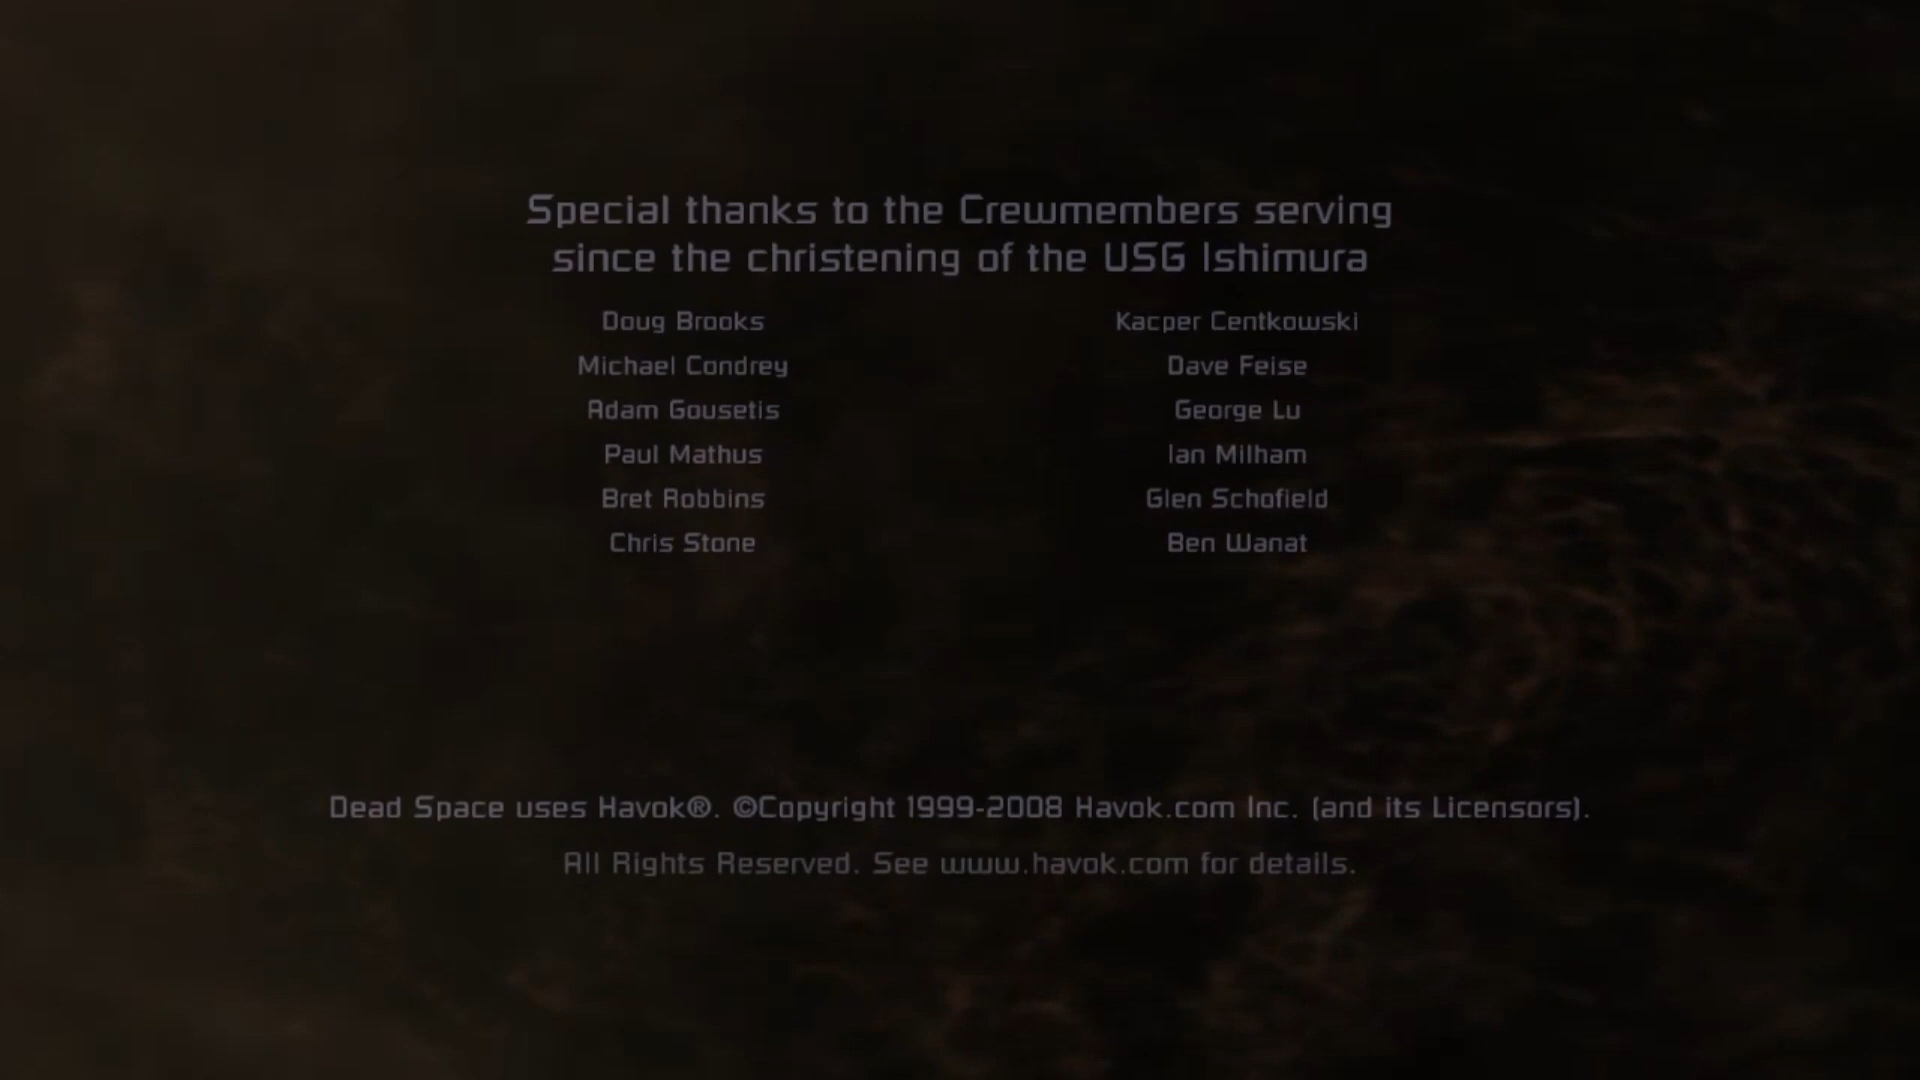 Special thanks to the Crewmembers serving
since the christening of the USG Ishimura
Doug Brooks Kacper Centkowski
Michael Condrey Dave Feise
Adam Gousetis George Lu
Paul Mathus Ian Milham
Bret Robbins Glen Schofield
Chris Stone Ben Wanat
Dead Space uses Havok®. ©Copyright 1999-2008 Havok.com Inc. (and its Licensors).
All Rights Reserved. See www.havok.com for details.